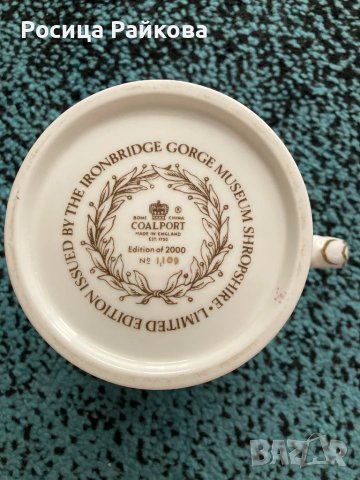 Росица Райкова
LIMITED EDITION ISSUED BY THE IRONBRIDGE GORGE MUSEUM SHROPSHIRE •
BONE CHINA
®
COALPORT
MADE IN ENGLAND
EST. 1750
Edition of 2000
No 1,109
BAZAR